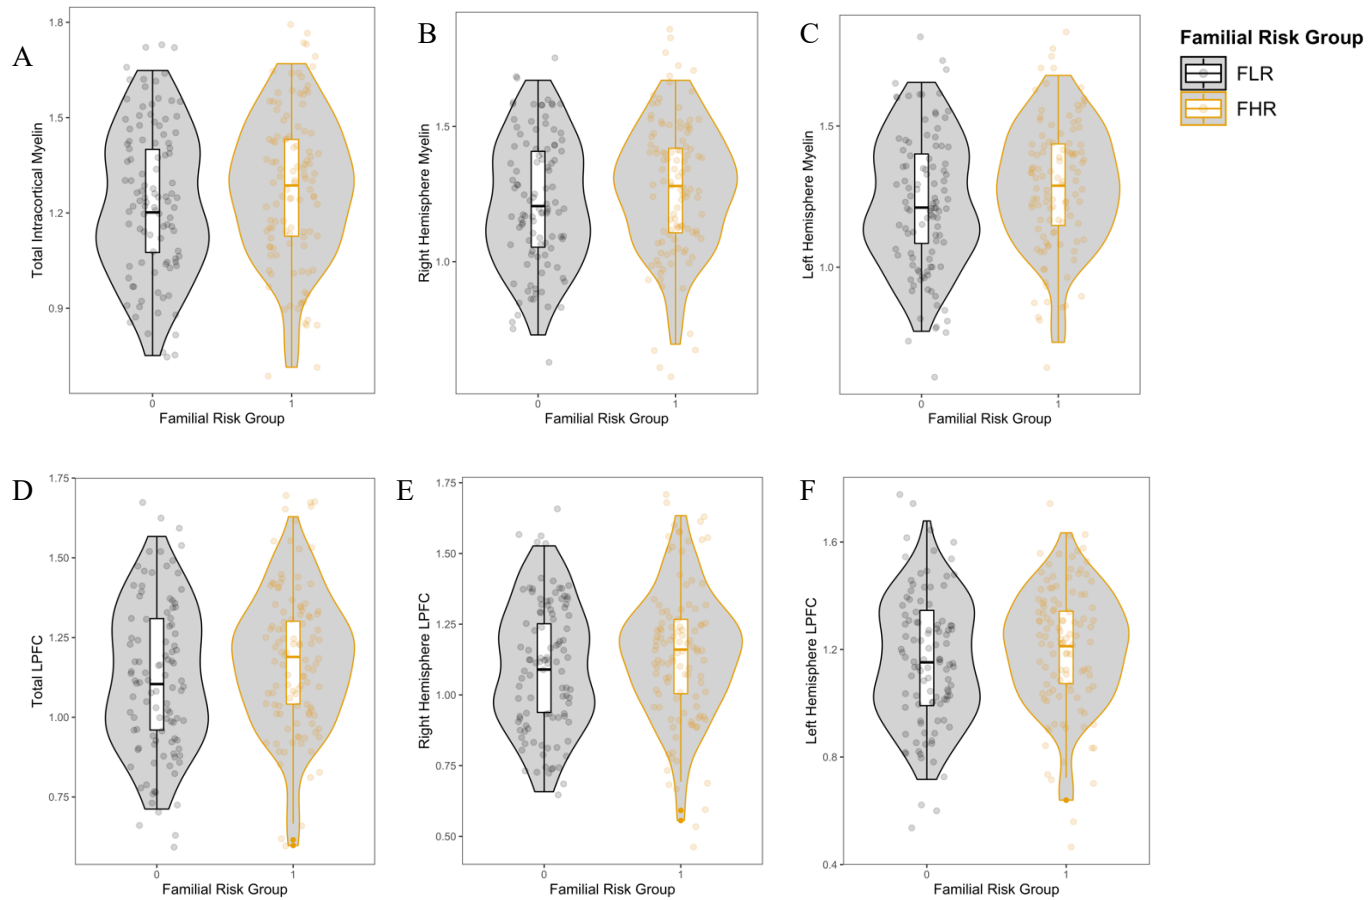 A
Total Intracortical Myelin
1.8
1.5
1.2
0.9
0
1
Familial Risk Group
B
Right Hemisphere Myelin
1.5
1.0
0
1
Familial Risk Group
C
Left Hemisphere Myelin
1.5
1.0
0
1
Familial Risk Group
Familial Risk Group
FLR
FHR
D
Total LPFC
1.75
1.50
1.25
1.00
0.75
0
1
Familial Risk Group
E
Right Hemisphere LPFC
1.75
1.50
1.25
1.00
0.75
0.50
0
1
Familial Risk Group
F
Left Hemisphere LPFC
1.6
1.2
0.8
0.4
0
1
Familial Risk Group